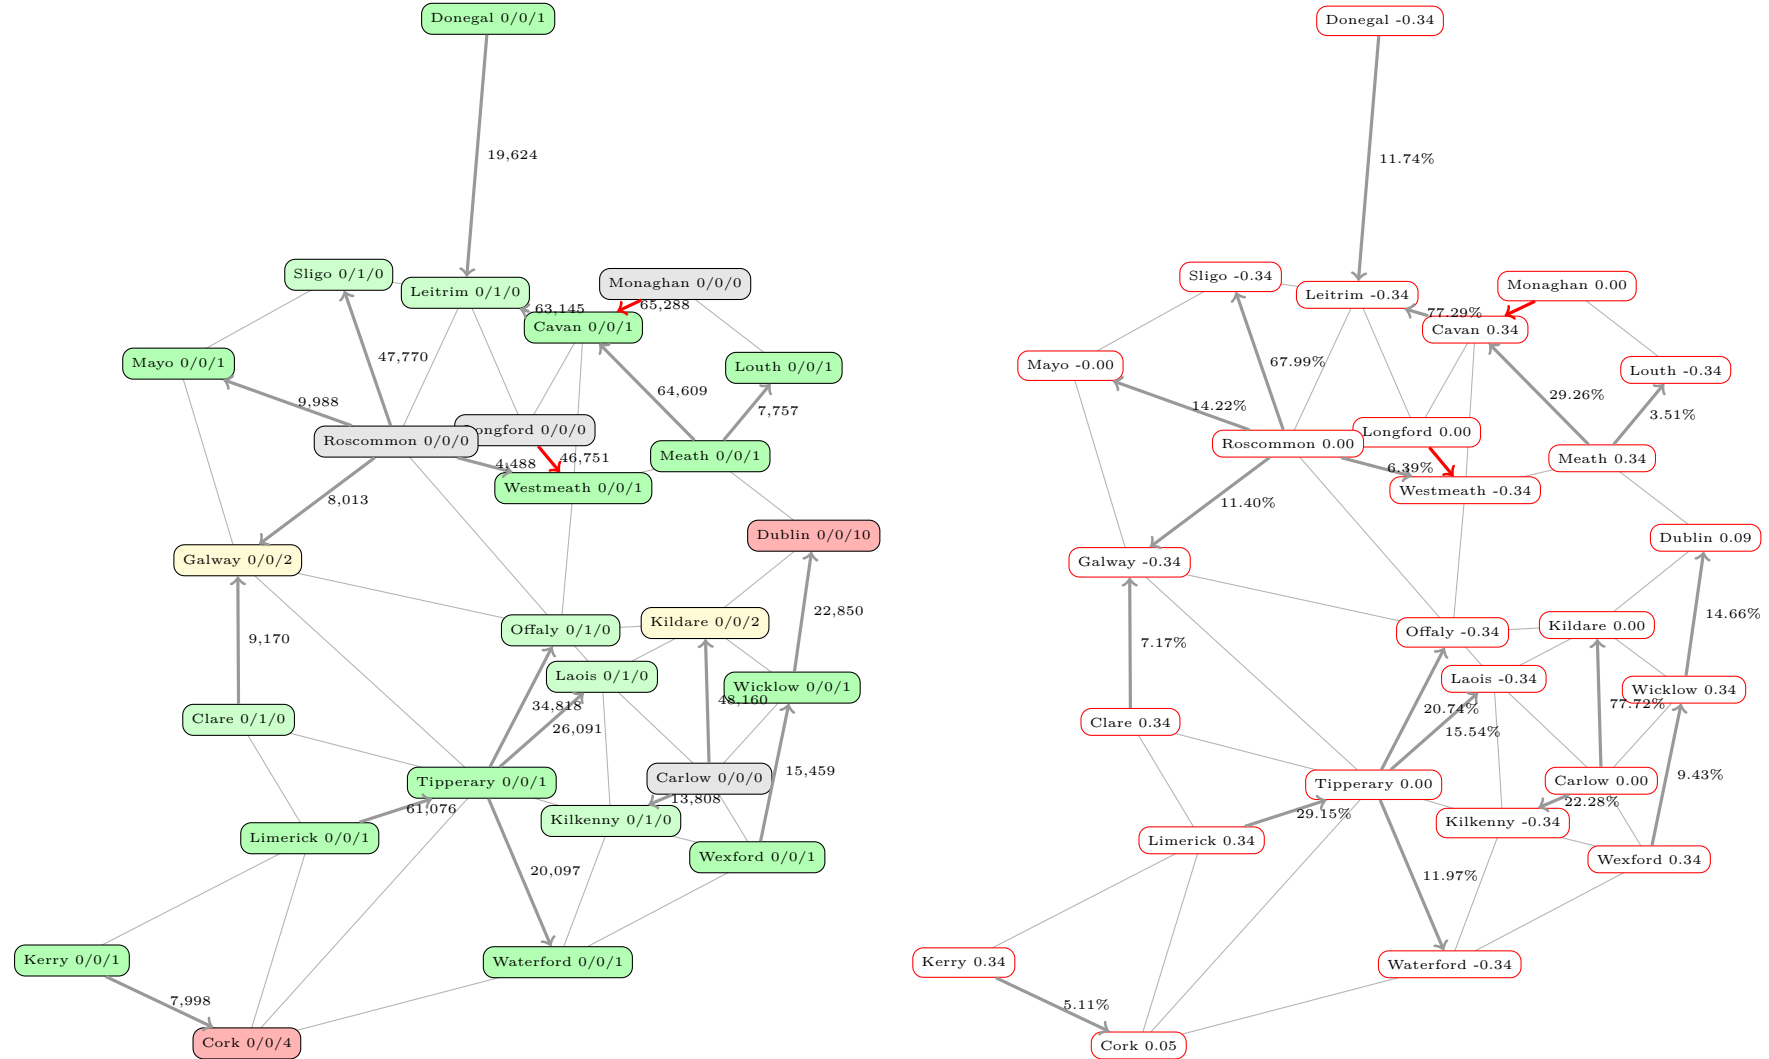 Donegal 0/0/1
19,624
Sligo 0/1/0
Leitrim 0/1/0
Monaghan 0/0/0
63,145
65,288
Cavan 0/0/1
Mayo 0/0/1
47,770
Louth 0/0/1
9,988
64,609
7,757
Longford 0/0/0
Roscommon 0/0/0
4,488
46,751
Meath 0/0/1
Westmeath 0/0/1
8,013
Dublin 0/0/10
Galway 0/0/2
22,850
Offaly 0/1/0
Kildare 0/0/2
9,170
Laois 0/1/0
Wicklow 0/0/1
48,160
34,818
26,091
Clare 0/1/0
15,459
Tipperary 0/0/1
Carlow 0/0/0
13,808
61,076
Kilkenny 0/1/0
Limerick 0/0/1
Wexford 0/0/1
20,097
Kerry 0/0/1
Waterford 0/0/1
7,998
Cork 0/0/4
Donegal -0.34
11.74%
Sligo -0.34
Leitrim -0.34
Monaghan 0.00
77.29%
Cavan 0.34
Mayo -0.00
67.99%
Louth -0.34
14.22%
29.26%
3.51%
Longford 0.00
Roscommon 0.00
6.39%
Meath 0.34
Westmeath -0.34
11.40%
Dublin 0.09
Galway -0.34
14.66%
Offaly -0.34
Kildare 0.00
7.17%
Laois -0.34
Wicklow 0.34
77.72%
20.74%
15.54%
Clare 0.34
9.43%
Tipperary 0.00
Carlow 0.00
22.28%
29.15%
Kilkenny -0.34
Limerick 0.34
Wexford 0.34
11.97%
Kerry 0.34
Waterford -0.34
5.11%
Cork 0.05